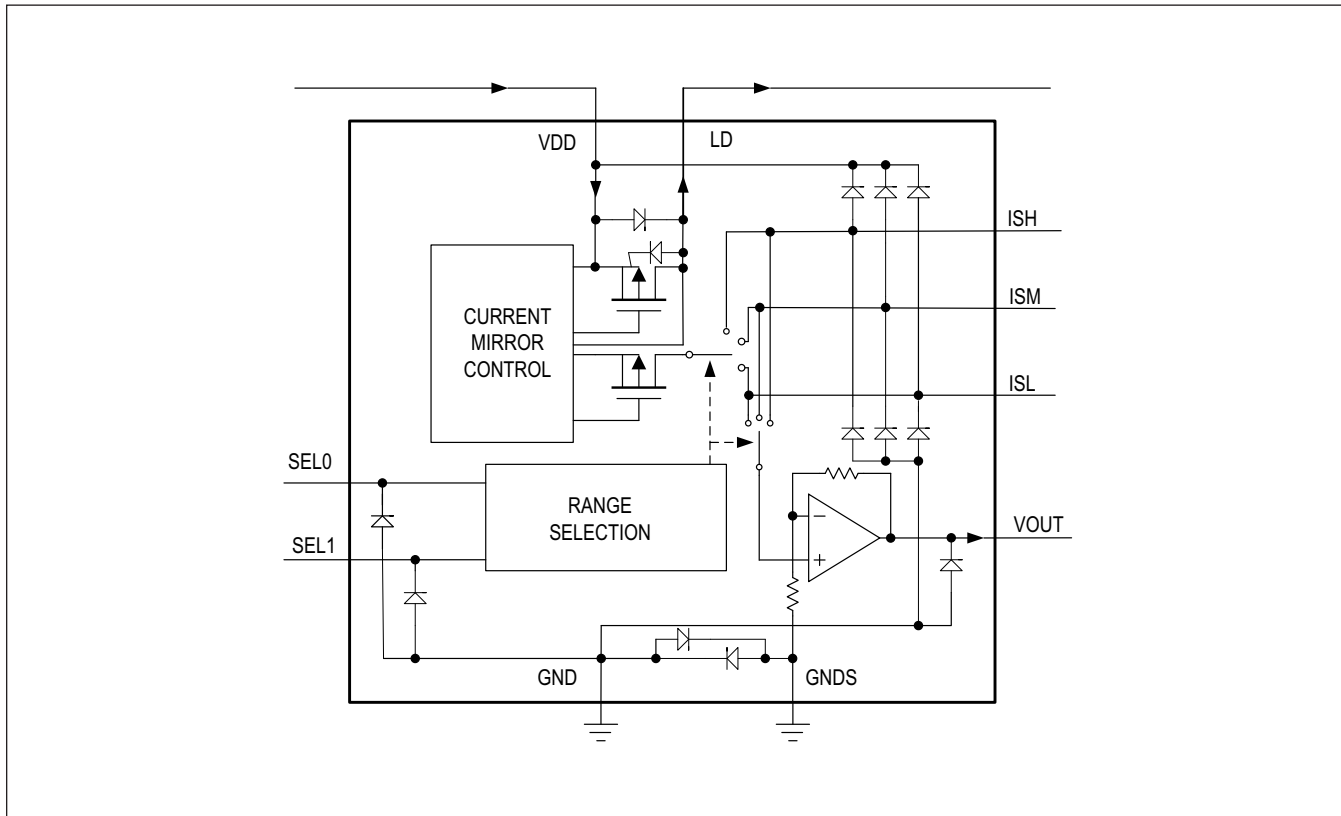 VDD
LD
ISH
ISM
ISL
CURRENT
MIRROR
CONTROL
SEL0
SEL1
RANGE
SELECTION
−
+
VOUT
GND
GNDS